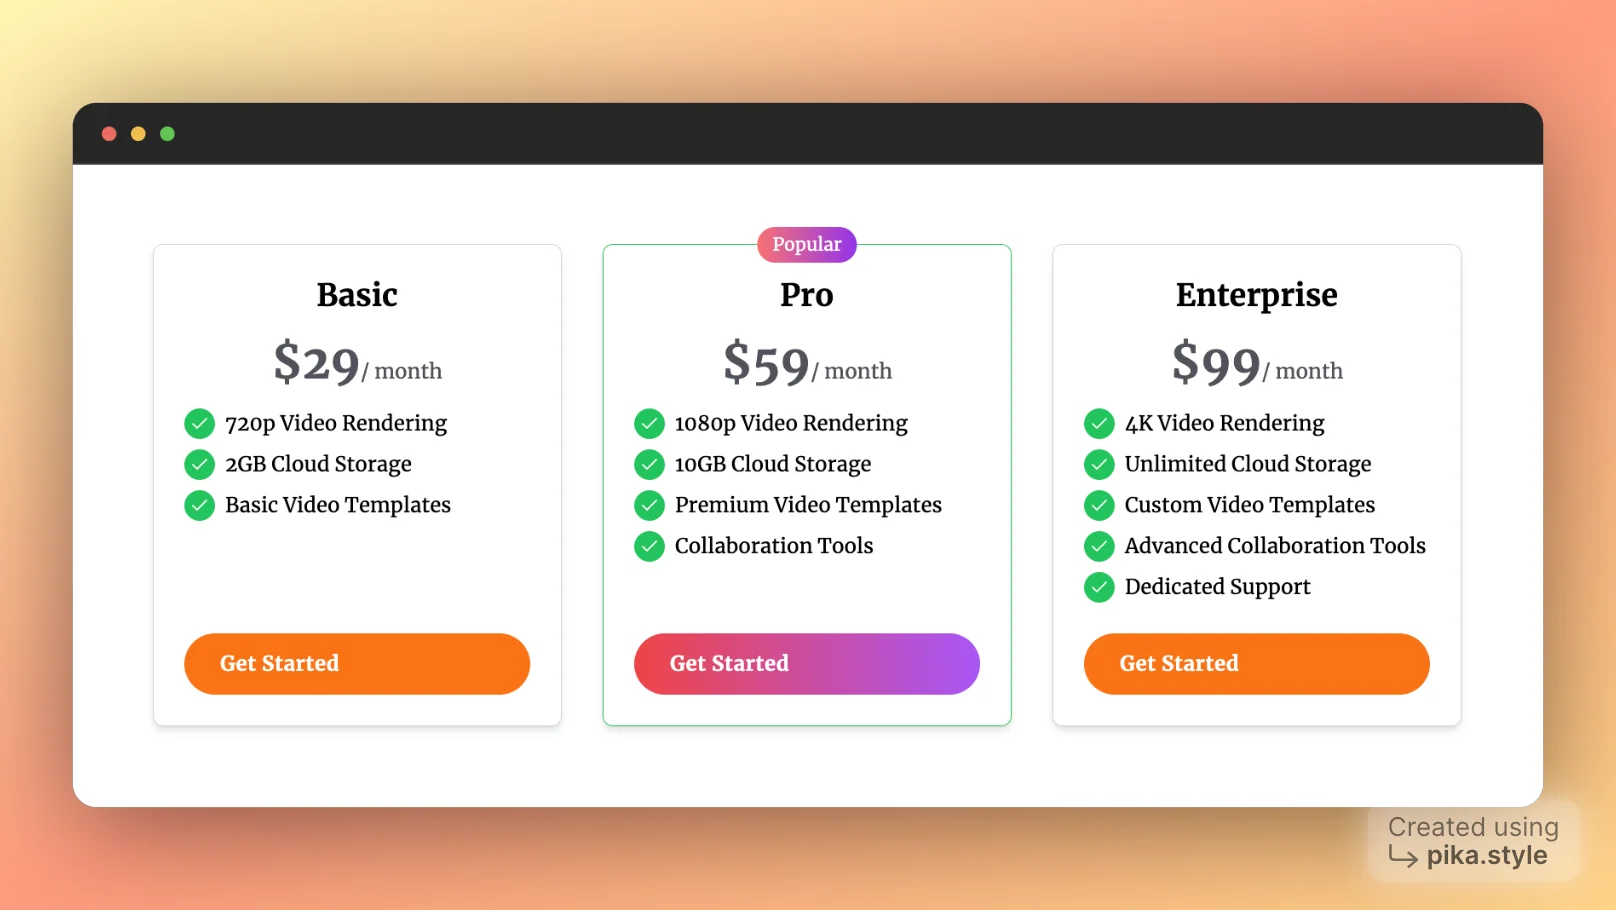 Basic
$29/ month
720p Video Rendering
2GB Cloud Storage
Basic Video Templates
Get Started
Popular
Pro
$59/ month
1080p Video Rendering
10GB Cloud Storage
Premium Video Templates
Collaboration Tools
Get Started
Enterprise
$99/ month
4K Video Rendering
Unlimited Cloud Storage
Custom Video Templates
Advanced Collaboration Tools
Dedicated Support
Get Started
Created using
pika.style